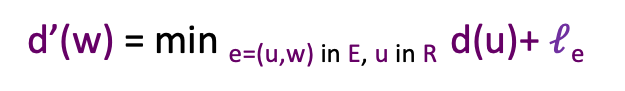 d’(w) = min e=(u,w) in E, u in R d(u)+ ℓe